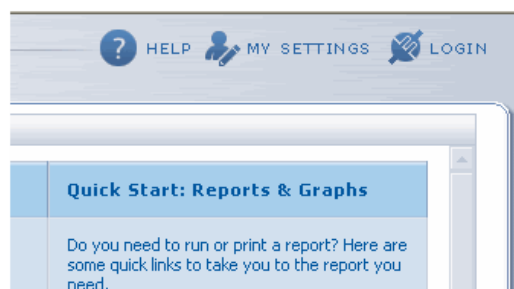 ? HELP MY SETTINGS LOGIN
Quick Start: Reports & Graphs
Do you need to run or print a report? Here are
some quick links to take you to the report you
need.